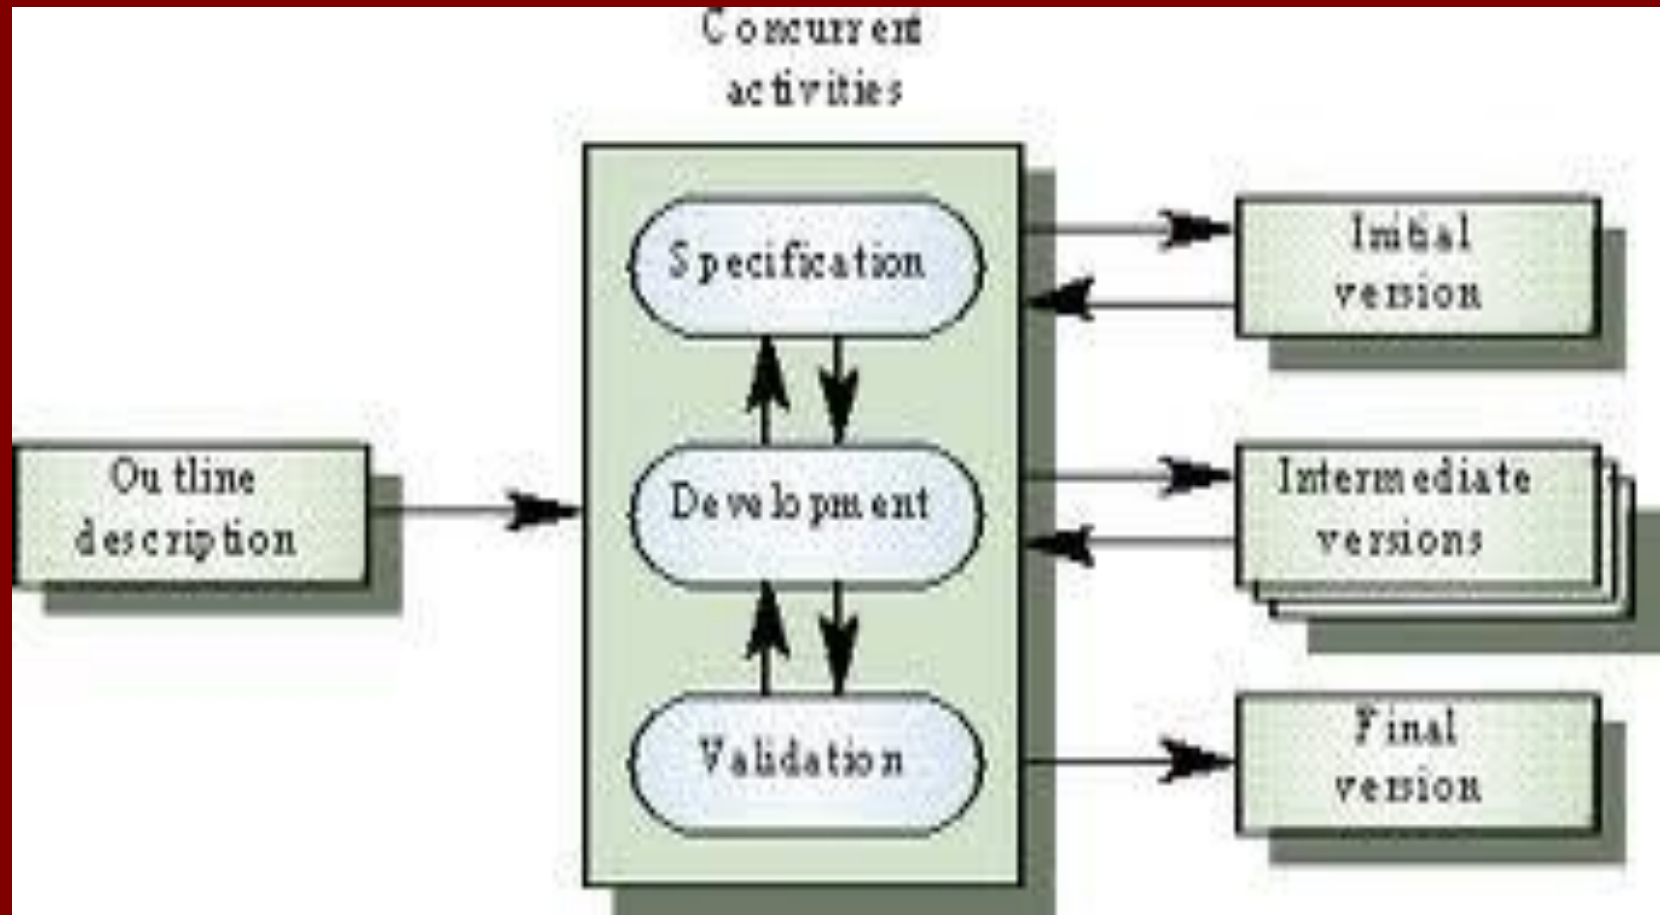 Concurrent
activities
Specification
Initial
version
Outline
description
Development
Intermediate
versions
Validation
Final
version